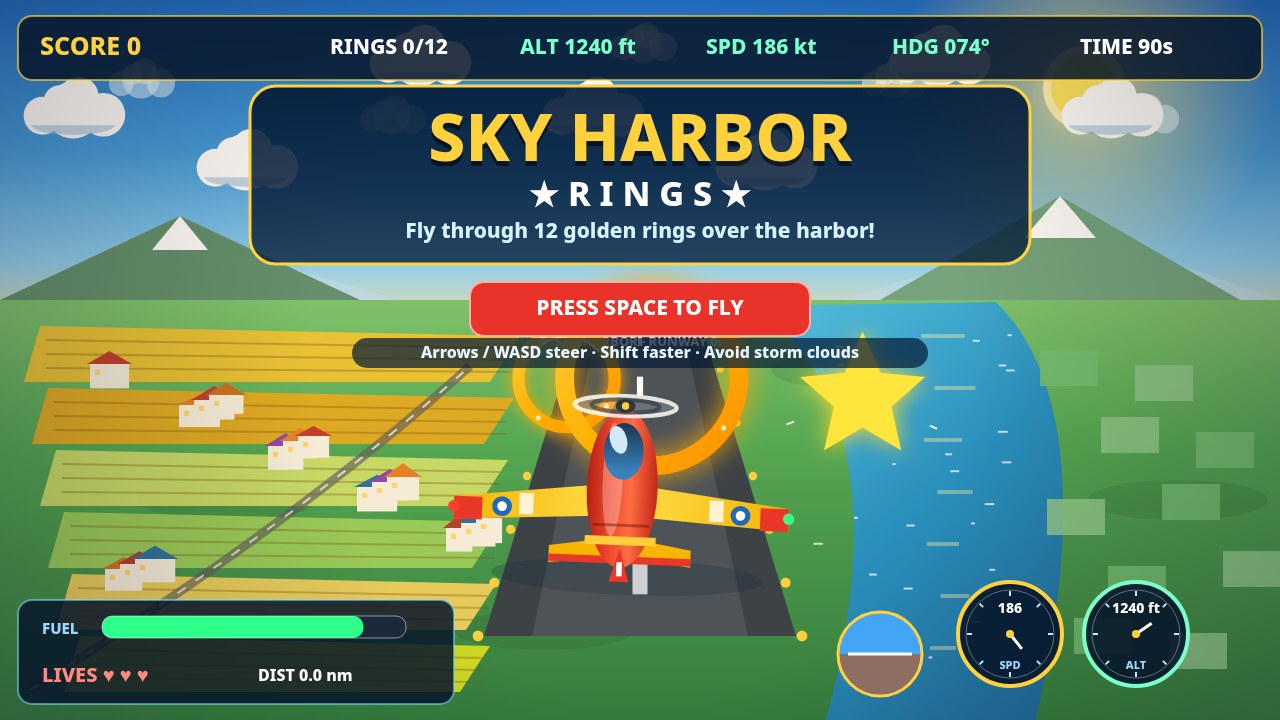 SCORE 0 RINGS 0/12 ALT 1240 ft SPD 186 kt HDG 074° TIME 90s
SKY HARBOR
★ RINGS ★
Fly through 12 golden rings over the harbor!
PRESS SPACE TO FLY
Arrows / WASD steer · Shift faster · Avoid storm clouds
FUEL
LIVES ♥ ♥ ♥ DIST 0.0 nm
186
SPD
1240 ft
ALT